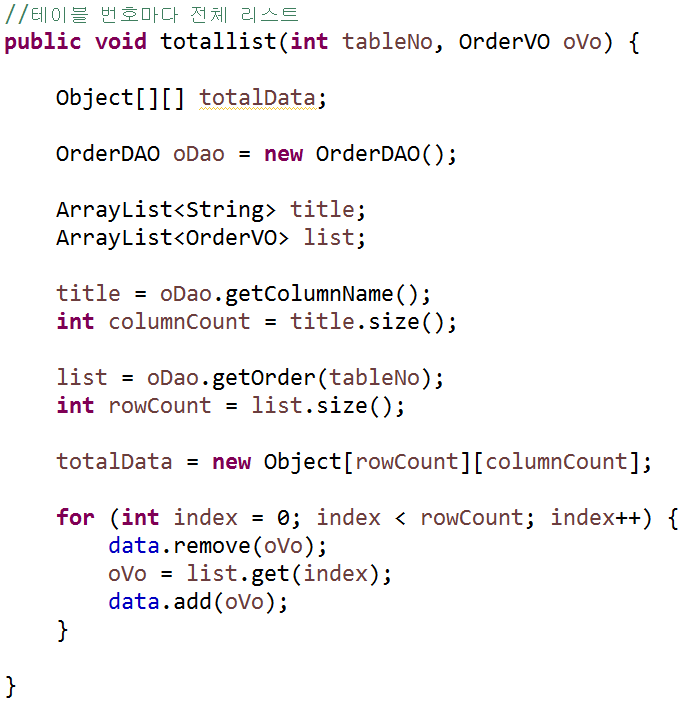 //테이블 번호마다 전체 리스트
public void totallist(int tableNo, OrderVO oVo) {
Object[][] totalData;
OrderDAO oDao = new OrderDAO();
ArrayList<String> title;
ArrayList<OrderVO> list;
title = oDao.getColumnName();
int columnCount = title.size();
list = oDao.getOrder(tableNo);
int rowCount = list.size();
totalData = new Object[rowCount][columnCount];
for (int index = 0; index < rowCount; index++) {
data.remove(oVo);
oVo = list.get(index);
data.add(oVo);
}
}